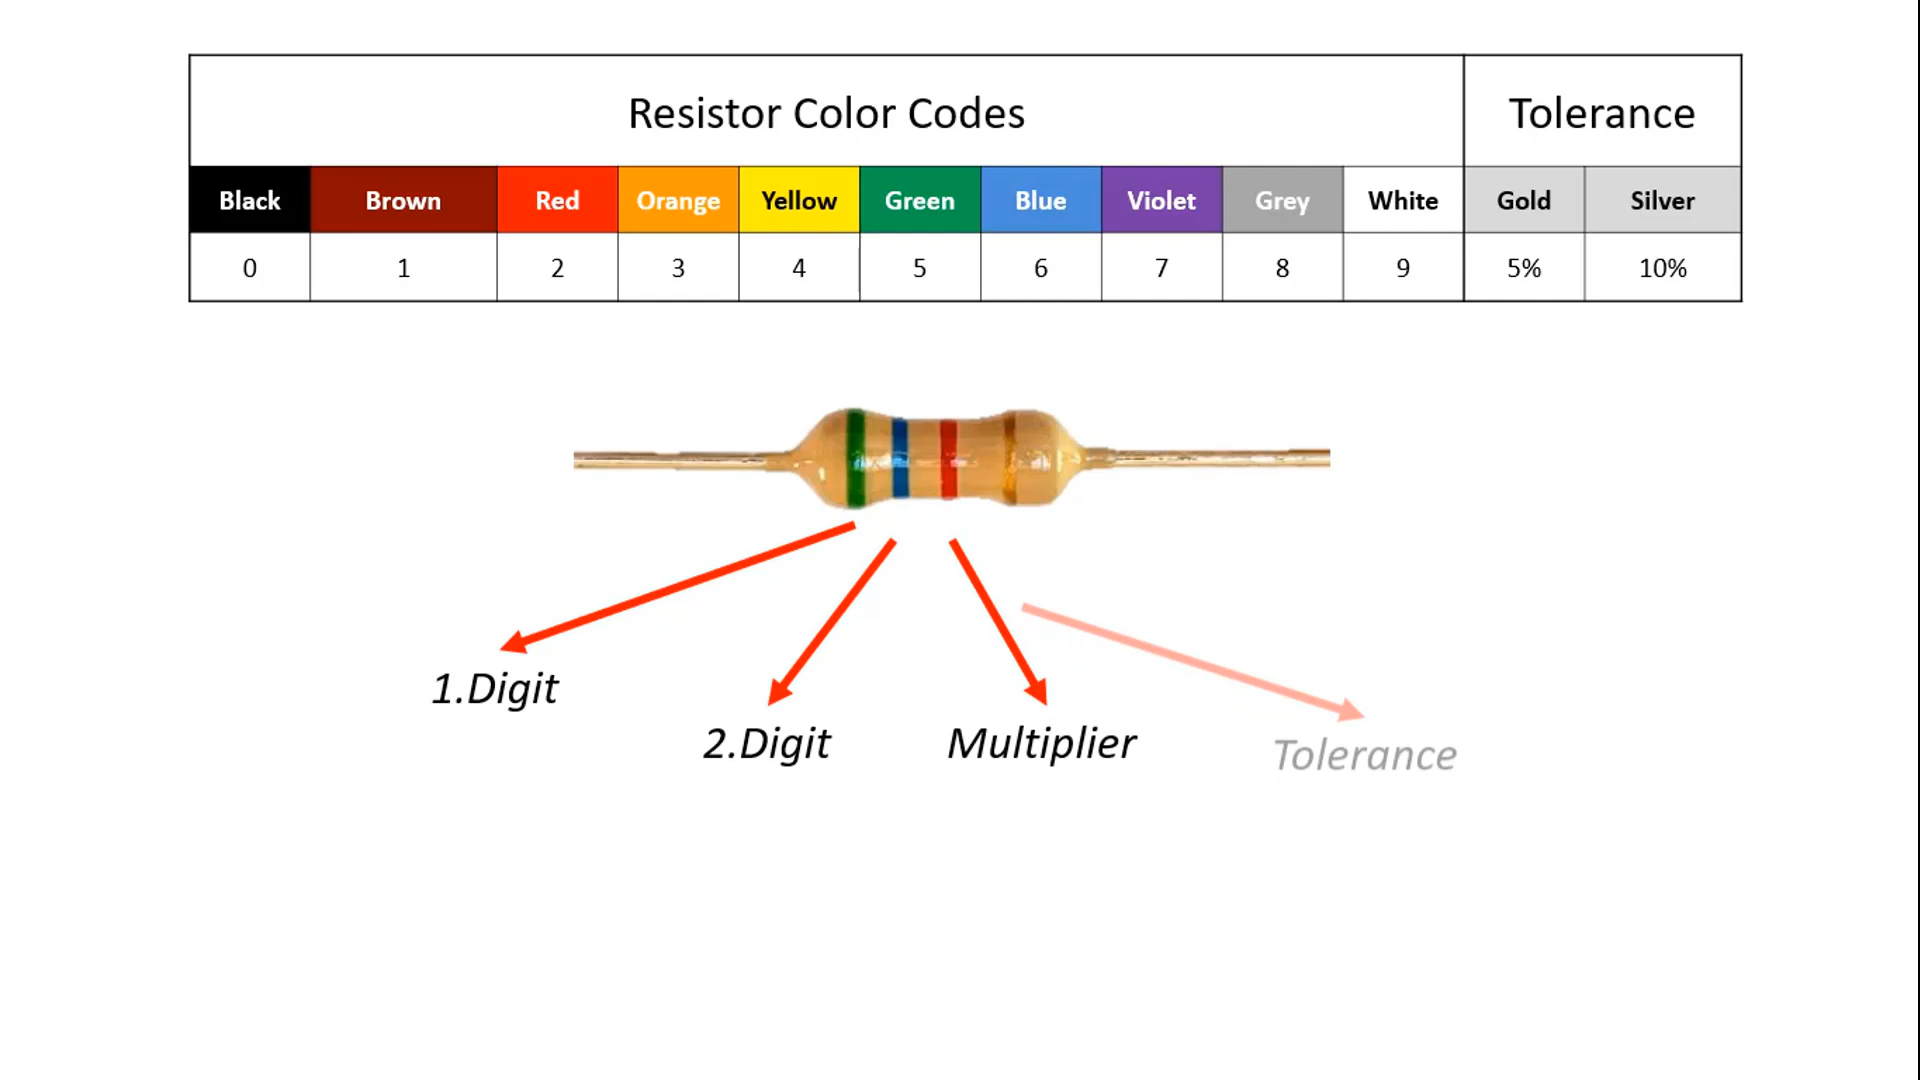 Resistor Color Codes Tolerance
Black Brown Red Orange Yellow Green Blue Violet Grey White Gold Silver
0 1 2 3 4 5 6 7 8 9 5% 10%
1.Digit
2.Digit Multiplier Tolerance